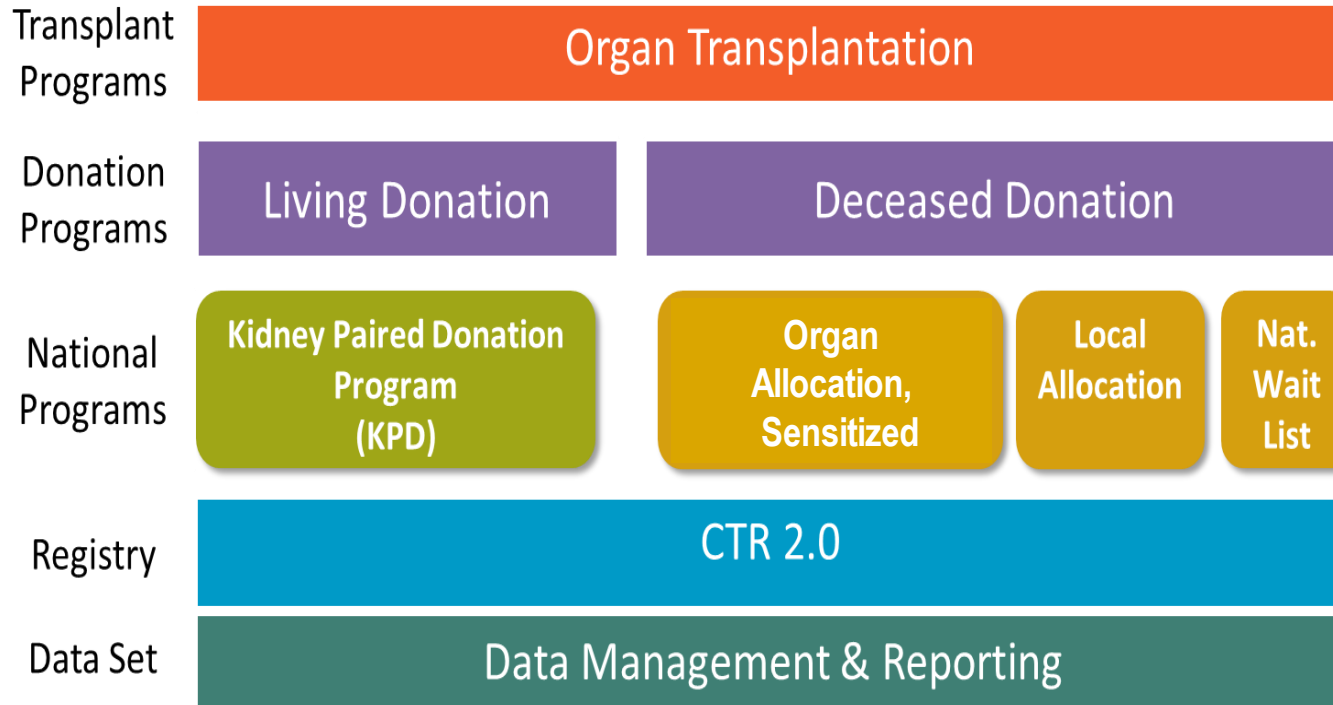 Transplant
Programs
Organ Transplantation
Donation
Programs
Living Donation
Deceased Donation
National
Programs
Kidney Paired Donation
Program
(KPD)
Organ
Allocation,
Sensitized
Local
Allocation
Nat.
Wait
List
Registry
CTR 2.0
Data Set
Data Management & Reporting